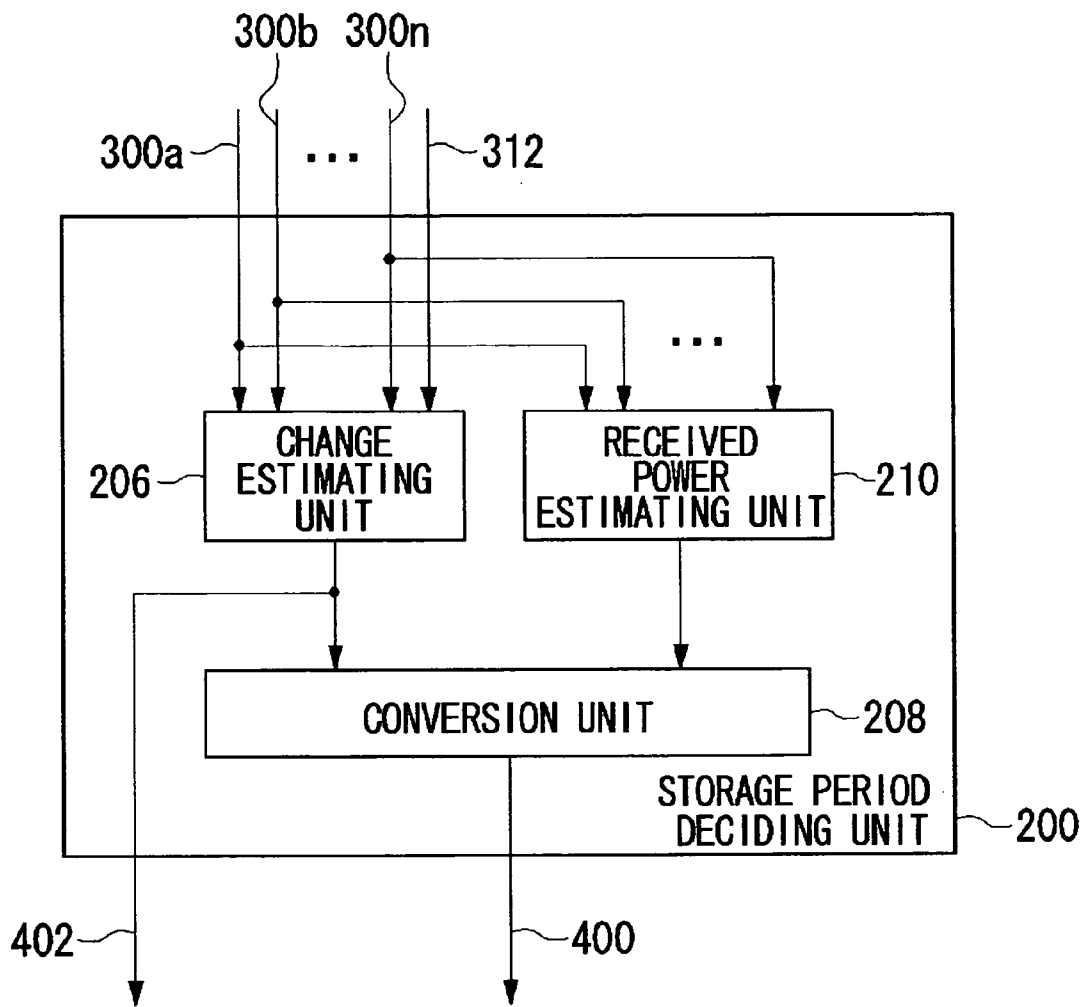 300b 300n
300a ... 312
...
CHANGE
ESTIMATING
UNIT
206
RECEIVED
POWER
ESTIMATING UNIT
210
CONVERSION UNIT
208
STORAGE PERIOD
DECIDING UNIT
200
402
400